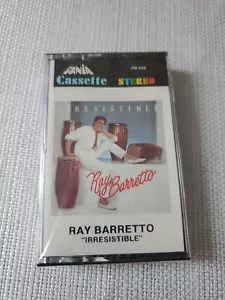 FANIA
Cassette STEREO
IRRESISTIBLE
Ray Barretto
RAY BARRETTO
"IRRESISTIBLE"